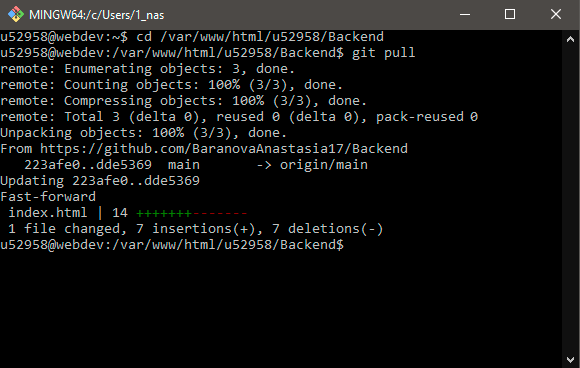 MINGW64:/c/Users/1_nas
u52958@webdev:~$ cd /var/www/html/u52958/Backend
u52958@webdev:/var/www/html/u52958/Backend$ git pull
remote: Enumerating objects: 3, done.
remote: Counting objects: 100% (3/3), done.
remote: Compressing objects: 100% (3/3), done.
remote: Total 3 (delta 0), reused 0 (delta 0), pack-reused 0
Unpacking objects: 100% (3/3), done.
From https://github.com/BaranovaAnastasia17/Backend
   223afe0..dde5369  main       -> origin/main
Updating 223afe0..dde5369
Fast-forward
 index.html | 14 +++++++-------
 1 file changed, 7 insertions(+), 7 deletions(-)
u52958@webdev:/var/www/html/u52958/Backend$